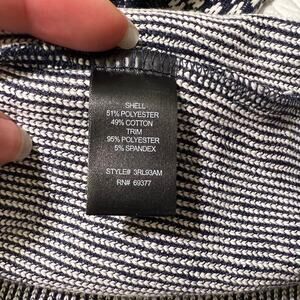 SHELL
51% POLYESTER
49% COTTON
TRIM
95% POLYESTER
5% SPANDEX
STYLE# 3RL93AM
RN# 69377